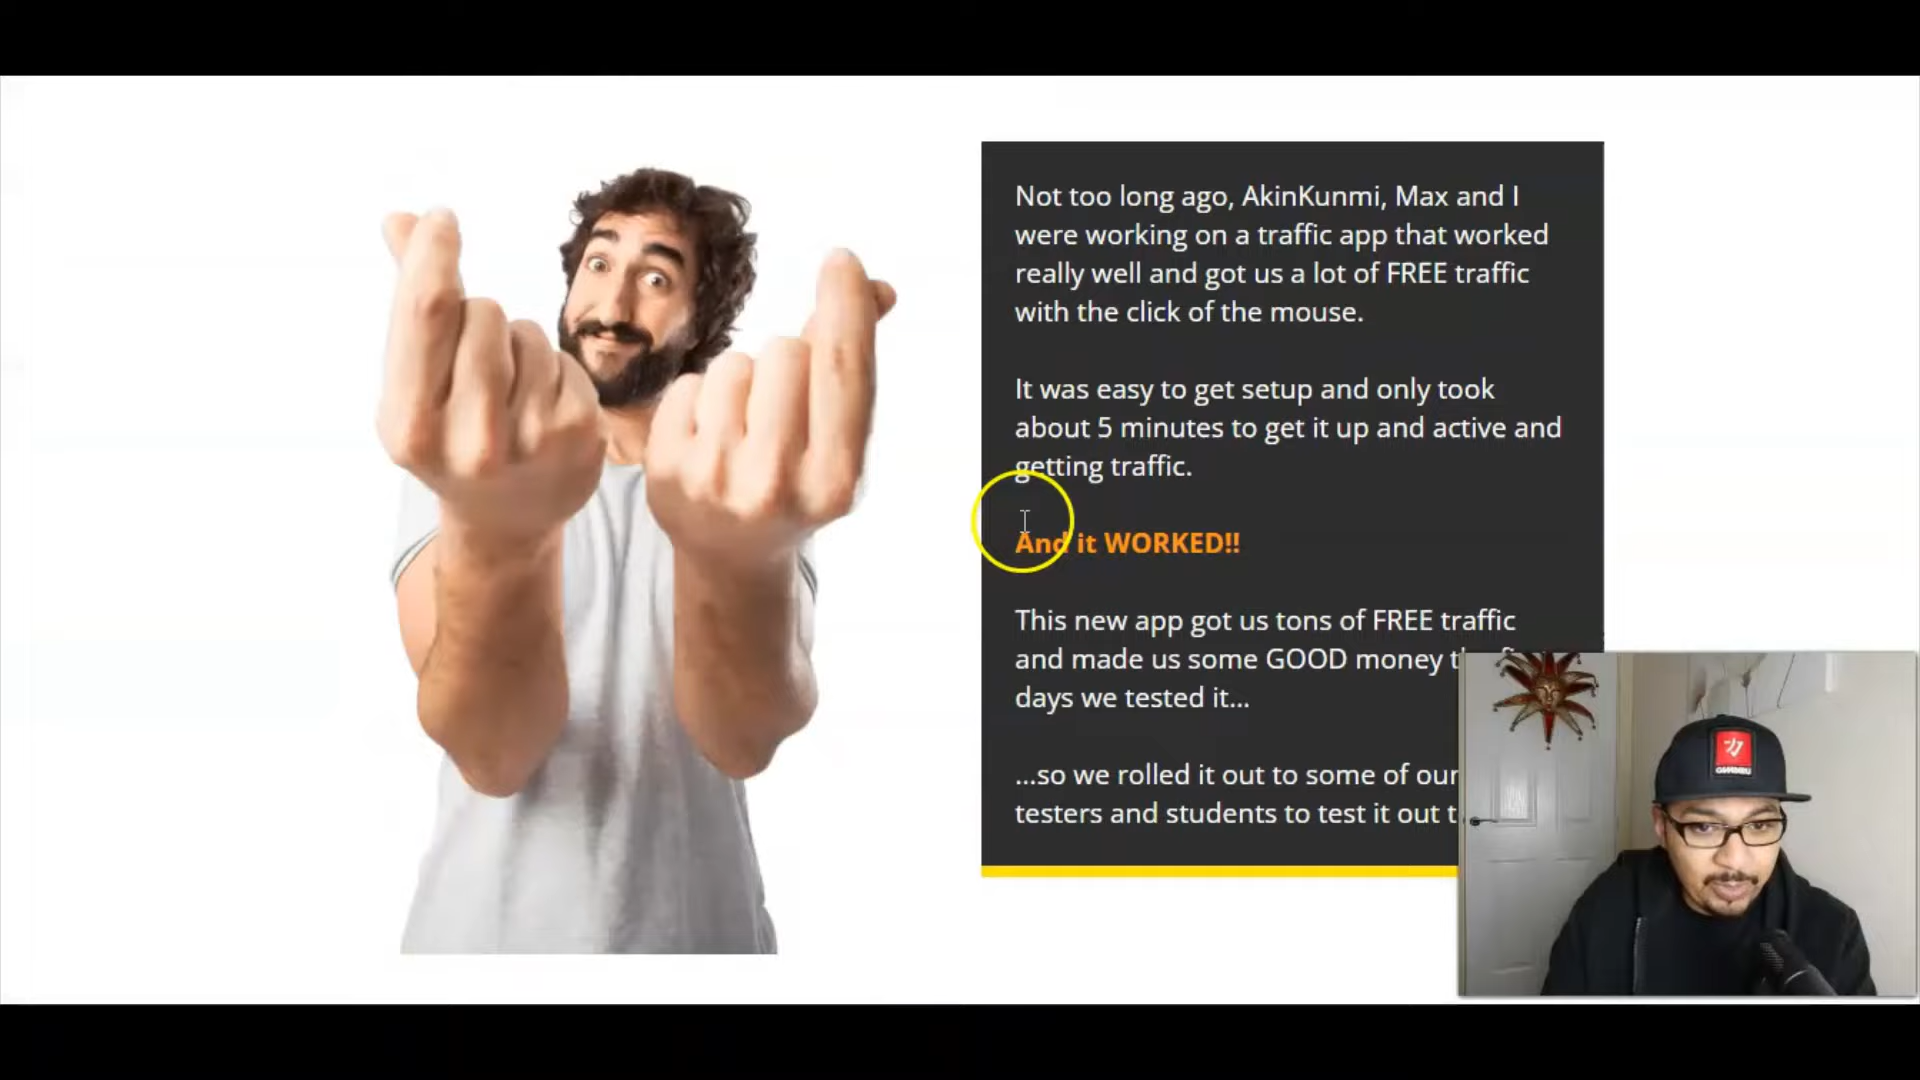 Not too long ago, AkinKunmi, Max and I
were working on a traffic app that worked
really well and got us a lot of FREE traffic
with the click of the mouse.
It was easy to get setup and only took
about 5 minutes to get it up and active and
getting traffic.
And it WORKED!!
This new app got us tons of FREE traffic
and made us some GOOD money
days we tested it...
...so we rolled it out to some of our
testers and students to test it out